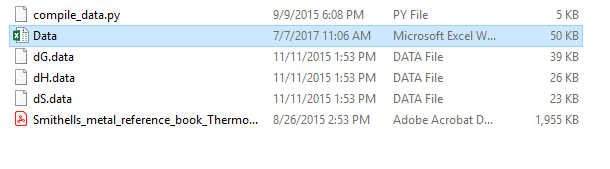 compile_data.py 9/9/2015 6:08 PM PY File 5 KB
Data 7/7/2017 11:06 AM Microsoft Excel W... 50 KB
dG.data 11/11/2015 1:53 PM DATA File 39 KB
dH.data 11/11/2015 1:53 PM DATA File 26 KB
dS.data 11/11/2015 1:53 PM DATA File 23 KB
Smithells_metal_reference_book_Thermo... 8/26/2015 2:53 PM Adobe Acrobat D... 1,955 KB